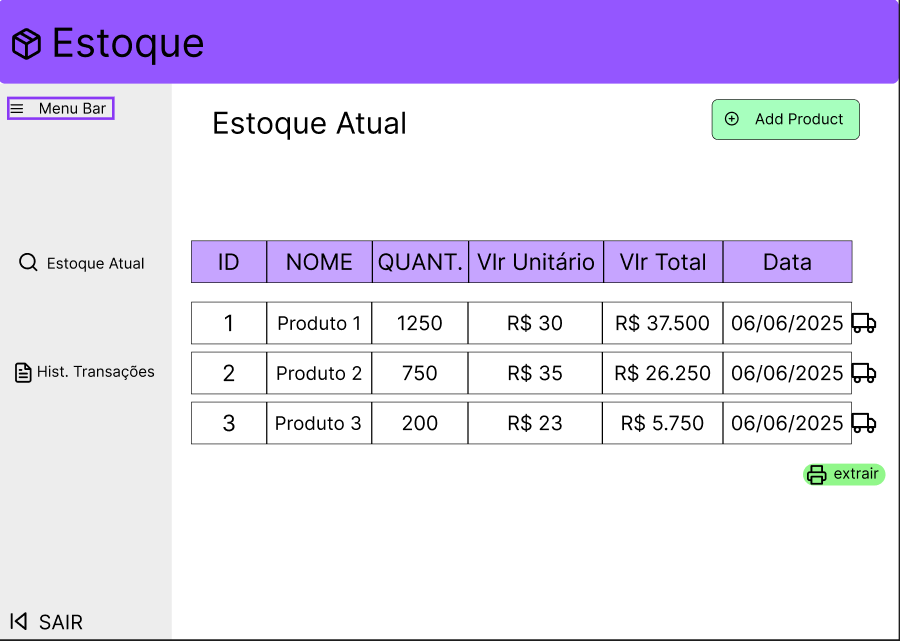 Estoque
Menu Bar
Estoque Atual
Add Product
Estoque Atual
Hist. Transações
ID NOME QUANT. Vlr Unitário Vlr Total Data
1 Produto 1 1250 R$ 30 R$ 37.500 06/06/2025
2 Produto 2 750 R$ 35 R$ 26.250 06/06/2025
3 Produto 3 200 R$ 23 R$ 5.750 06/06/2025
extrair
SAIR